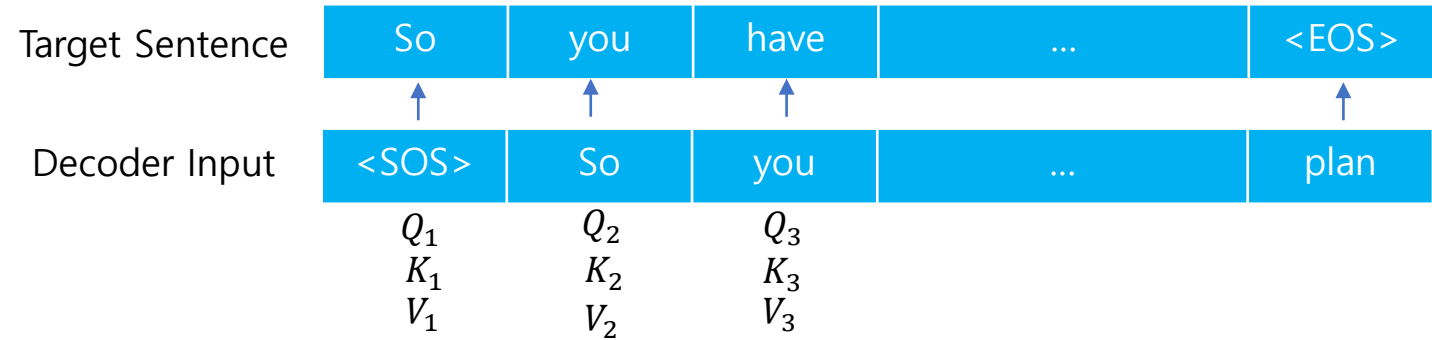 Target Sentence So you have ... <EOS>
Decoder Input <SOS> So you ... plan
Q₁ Q₂ Q₃
K₁ K₂ K₃
V₁ V₂ V₃